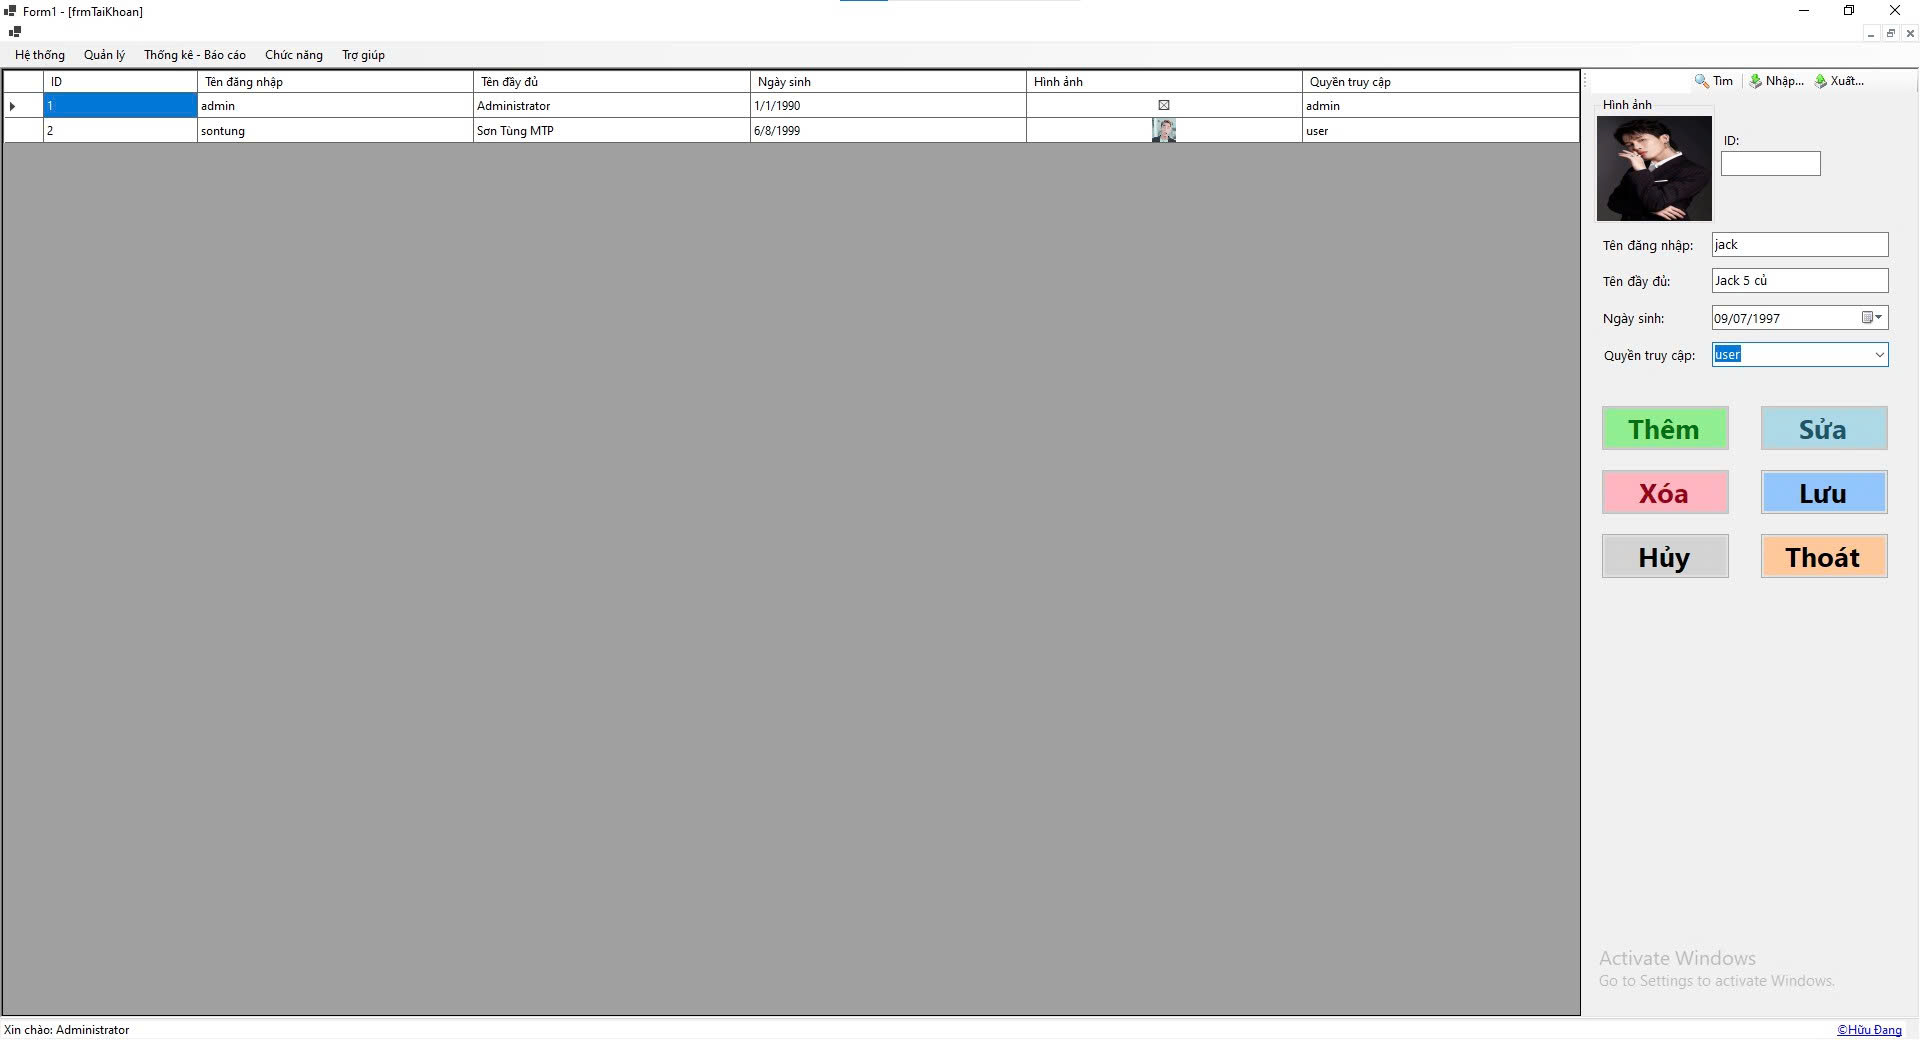 Form1 - [frmTaiKhoan]
Hệ thống Quản lý Thống kê - Báo cáo Chức năng Trợ giúp
ID Tên đăng nhập Tên đầy đủ Ngày sinh Hình ảnh Quyền truy cập
1 admin Administrator 1/1/1990 admin
2 sontung Sơn Tùng MTP 6/8/1999 user
Tìm Nhập... Xuất...
Hình ảnh
ID:
Tên đăng nhập: jack
Tên đầy đủ: Jack 5 củ
Ngày sinh: 09/07/1997
Quyền truy cập: user
Thêm Sửa
Xóa Lưu
Hủy Thoát
Activate Windows
Go to Settings to activate Windows.
Xin chào: Administrator
©Hữu Đang